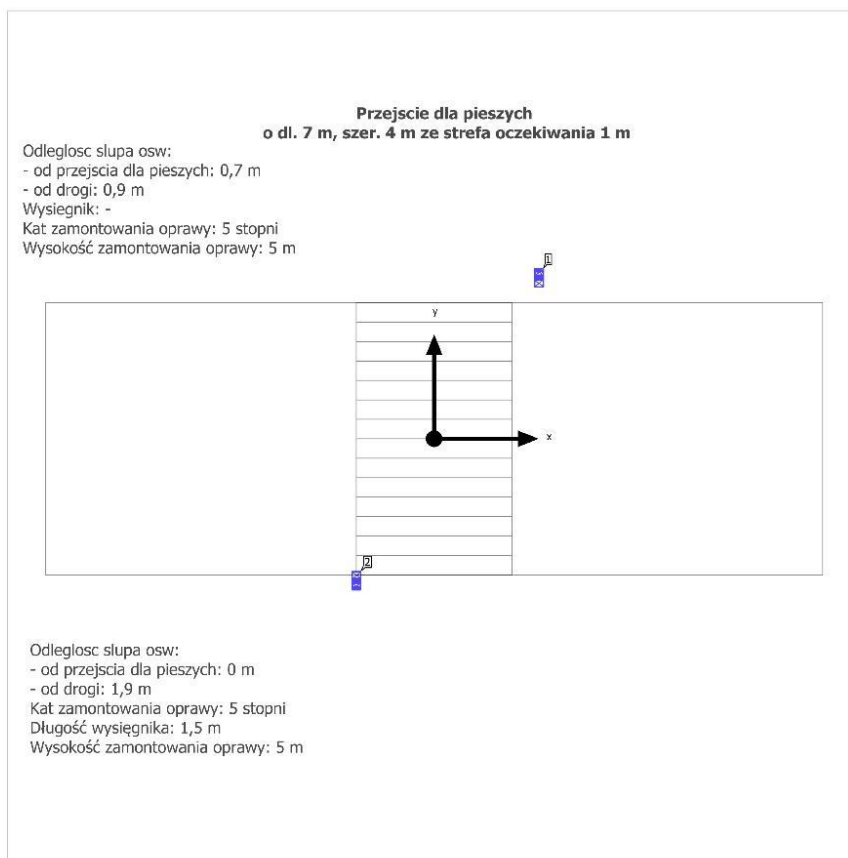 Przejscie dla pieszych
o dl. 7 m, szer. 4 m ze strefa oczekiwania 1 m
Odleglosc slupa osw:
- od przejscia dla pieszych: 0,7 m
- od drogi: 0,9 m
Wysiegnik: -
Kat zamontowania oprawy: 5 stopni
Wysokość zamontowania oprawy: 5 m
1
y
x
2
Odleglosc slupa osw:
- od przejscia dla pieszych: 0 m
- od drogi: 1,9 m
Kat zamontowania oprawy: 5 stopni
Długość wysięgnika: 1,5 m
Wysokość zamontowania oprawy: 5 m